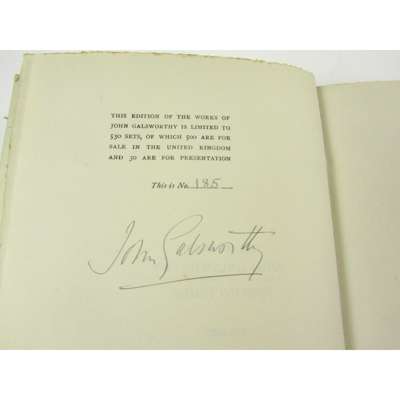 THIS EDITION OF THE WORKS OF
JOHN GALSWORTHY IS LIMITED TO
530 SETS, OF WHICH 500 ARE FOR
SALE IN THE UNITED KINGDOM
AND 30 ARE FOR PRESENTATION
This is No. 185
John Galsworthy